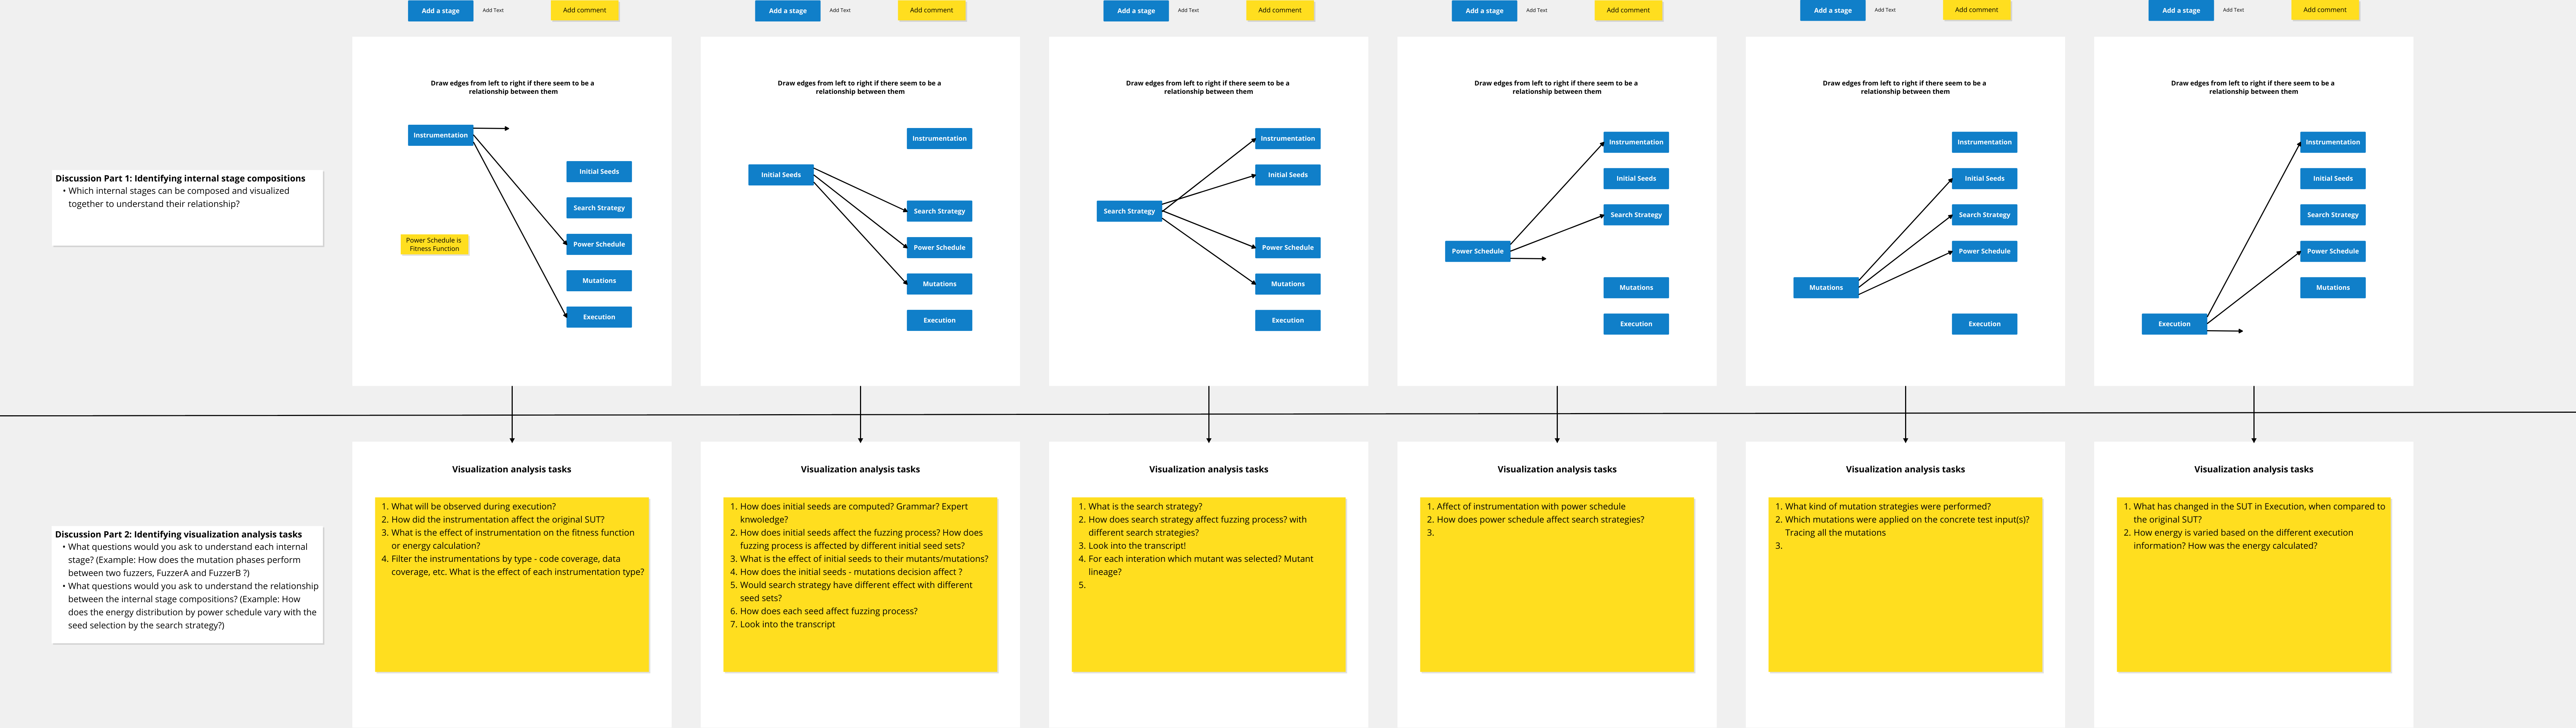 Add a stage
Add Text
Add comment
Add a stage
Add Text
Add comment
Add a stage
Add Text
Add comment
Add a stage
Add Text
Add comment
Add a stage
Add Text
Add comment
Add a stage
Add Text
Add comment
Discussion Part 1: Identifying internal stage compositions
• Which internal stages can be composed and visualized
together to understand their relationship?
Draw edges from left to right if there seem to be a
relationship between them
Instrumentation
Initial Seeds
Search Strategy
Power Schedule is
Fitness Function
Power Schedule
Mutations
Execution
Draw edges from left to right if there seem to be a
relationship between them
Instrumentation
Initial Seeds
Search Strategy
Power Schedule
Mutations
Execution
Draw edges from left to right if there seem to be a
relationship between them
Instrumentation
Initial Seeds
Search Strategy
Power Schedule
Mutations
Execution
Draw edges from left to right if there seem to be a
relationship between them
Instrumentation
Initial Seeds
Search Strategy
Power Schedule
Mutations
Execution
Draw edges from left to right if there seem to be a
relationship between them
Instrumentation
Initial Seeds
Search Strategy
Power Schedule
Mutations
Execution
Draw edges from left to right if there seem to be a
relationship between them
Instrumentation
Initial Seeds
Search Strategy
Power Schedule
Mutations
Execution
Discussion Part 2: Identifying visualization analysis tasks
• What questions would you ask to understand each internal
stage? (Example: How does the mutation phases perform
between two fuzzers, FuzzerA and FuzzerB ?)
• What questions would you ask to understand the relationship
between the internal stage compositions? (Example: How
does the energy distribution by power schedule vary with the
seed selection by the search strategy?)
Visualization analysis tasks
1. What will be observed during execution?
2. How did the instrumentation affect the original SUT?
3. What is the effect of instrumentation on the fitness function
or energy calculation?
4. Filter the instrumentations by type - code coverage, data
coverage, etc. What is the effect of each instrumentation type?
Visualization analysis tasks
1. How does initial seeds are computed? Grammar? Expert
knwoledge?
2. How does initial seeds affect the fuzzing process? How does
fuzzing process is affected by different initial seed sets?
3. What is the effect of initial seeds to their mutants/mutations?
4. How does the initial seeds - mutations decision affect ?
5. Would search strategy have different effect with different
seed sets?
6. How does each seed affect fuzzing process?
7. Look into the transcript
Visualization analysis tasks
1. What is the search strategy?
2. How does search strategy affect fuzzing process? with
different search strategies?
3. Look into the transcript!
4. For each interation which mutant was selected? Mutant
lineage?
5.
Visualization analysis tasks
1. Affect of instrumentation with power schedule
2. How does power schedule affect search strategies?
3.
Visualization analysis tasks
1. What kind of mutation strategies were performed?
2. Which mutations were applied on the concrete test input(s)?
Tracing all the mutations
3.
Visualization analysis tasks
1. What has changed in the SUT in Execution, when compared to
the original SUT?
2. How energy is varied based on the different execution
information? How was the energy calculated?